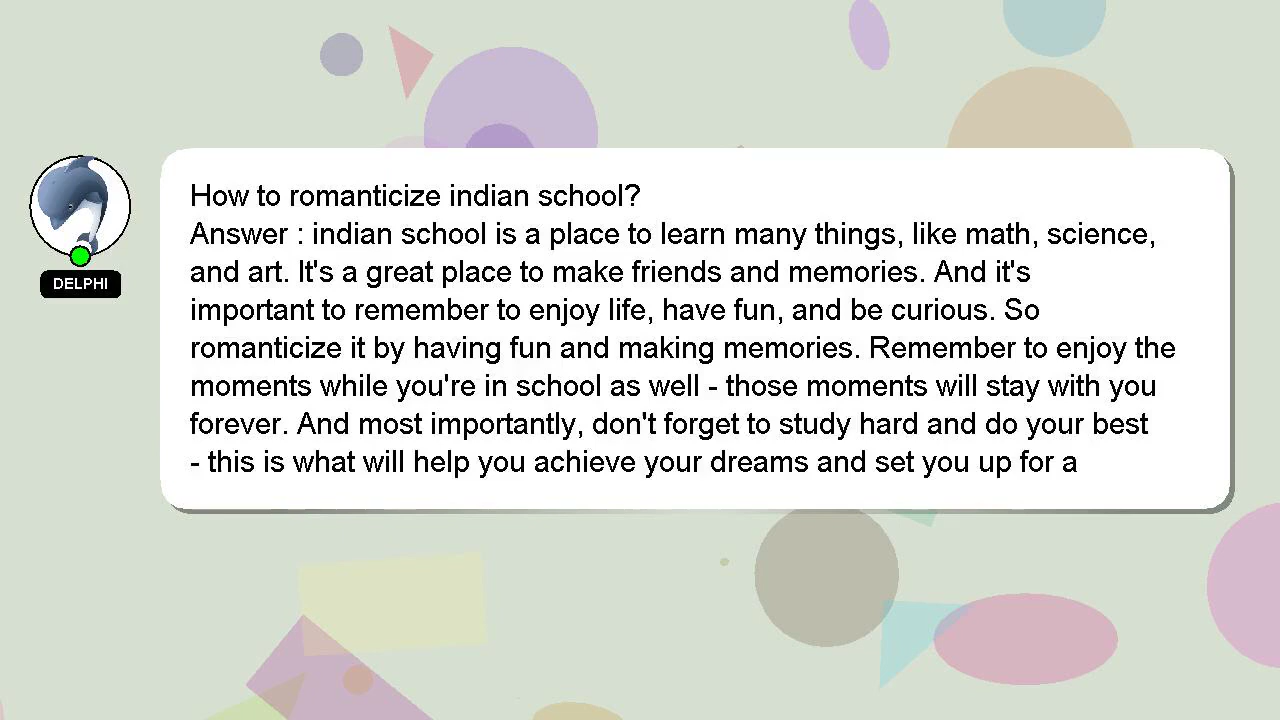 How to romanticize indian school?
Answer : indian school is a place to learn many things, like math, science,
and art. It's a great place to make friends and memories. And it's
important to remember to enjoy life, have fun, and be curious. So
romanticize it by having fun and making memories. Remember to enjoy the
moments while you're in school as well - those moments will stay with you
forever. And most importantly, don't forget to study hard and do your best
- this is what will help you achieve your dreams and set you up for a
DELPHI